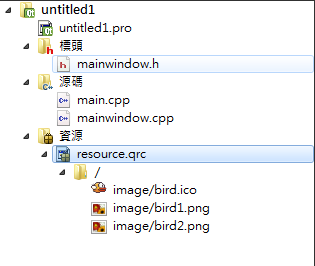 untitled1
untitled1.pro
標頭
mainwindow.h
源碼
main.cpp
mainwindow.cpp
資源
resource.qrc
/
image/bird.ico
image/bird1.png
image/bird2.png